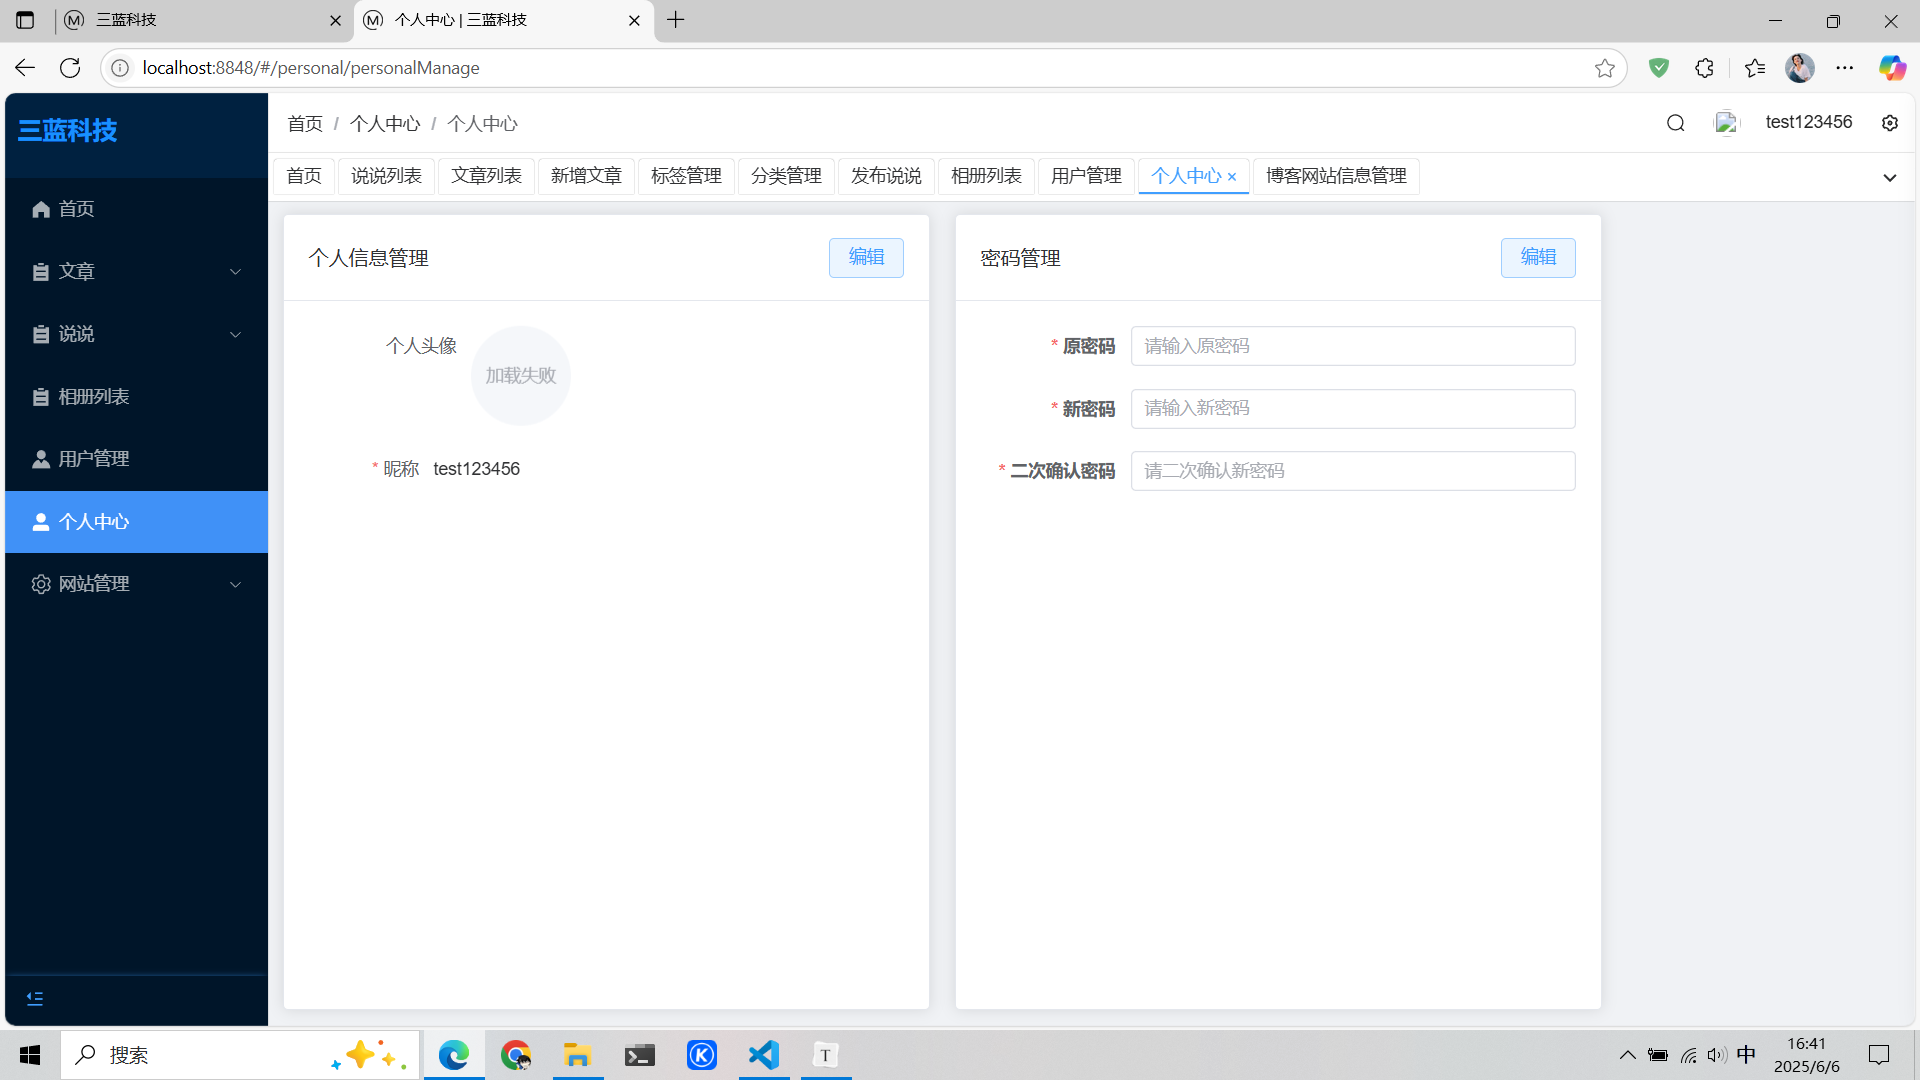 三蓝科技
个人中心 | 三蓝科技
localhost:8848/#/personal/personalManage
三蓝科技
首页 / 个人中心 / 个人中心
test123456
首页
说说列表
文章列表
新增文章
标签管理
分类管理
发布说说
相册列表
用户管理
个人中心
博客网站信息管理
首页
文章
说说
相册列表
用户管理
个人中心
网站管理
个人信息管理
编辑
个人头像
加载失败
* 昵称 test123456
密码管理
编辑
* 原密码 请输入原密码
* 新密码 请输入新密码
* 二次确认密码 请二次确认新密码
搜索
中
16:41
2025/6/6